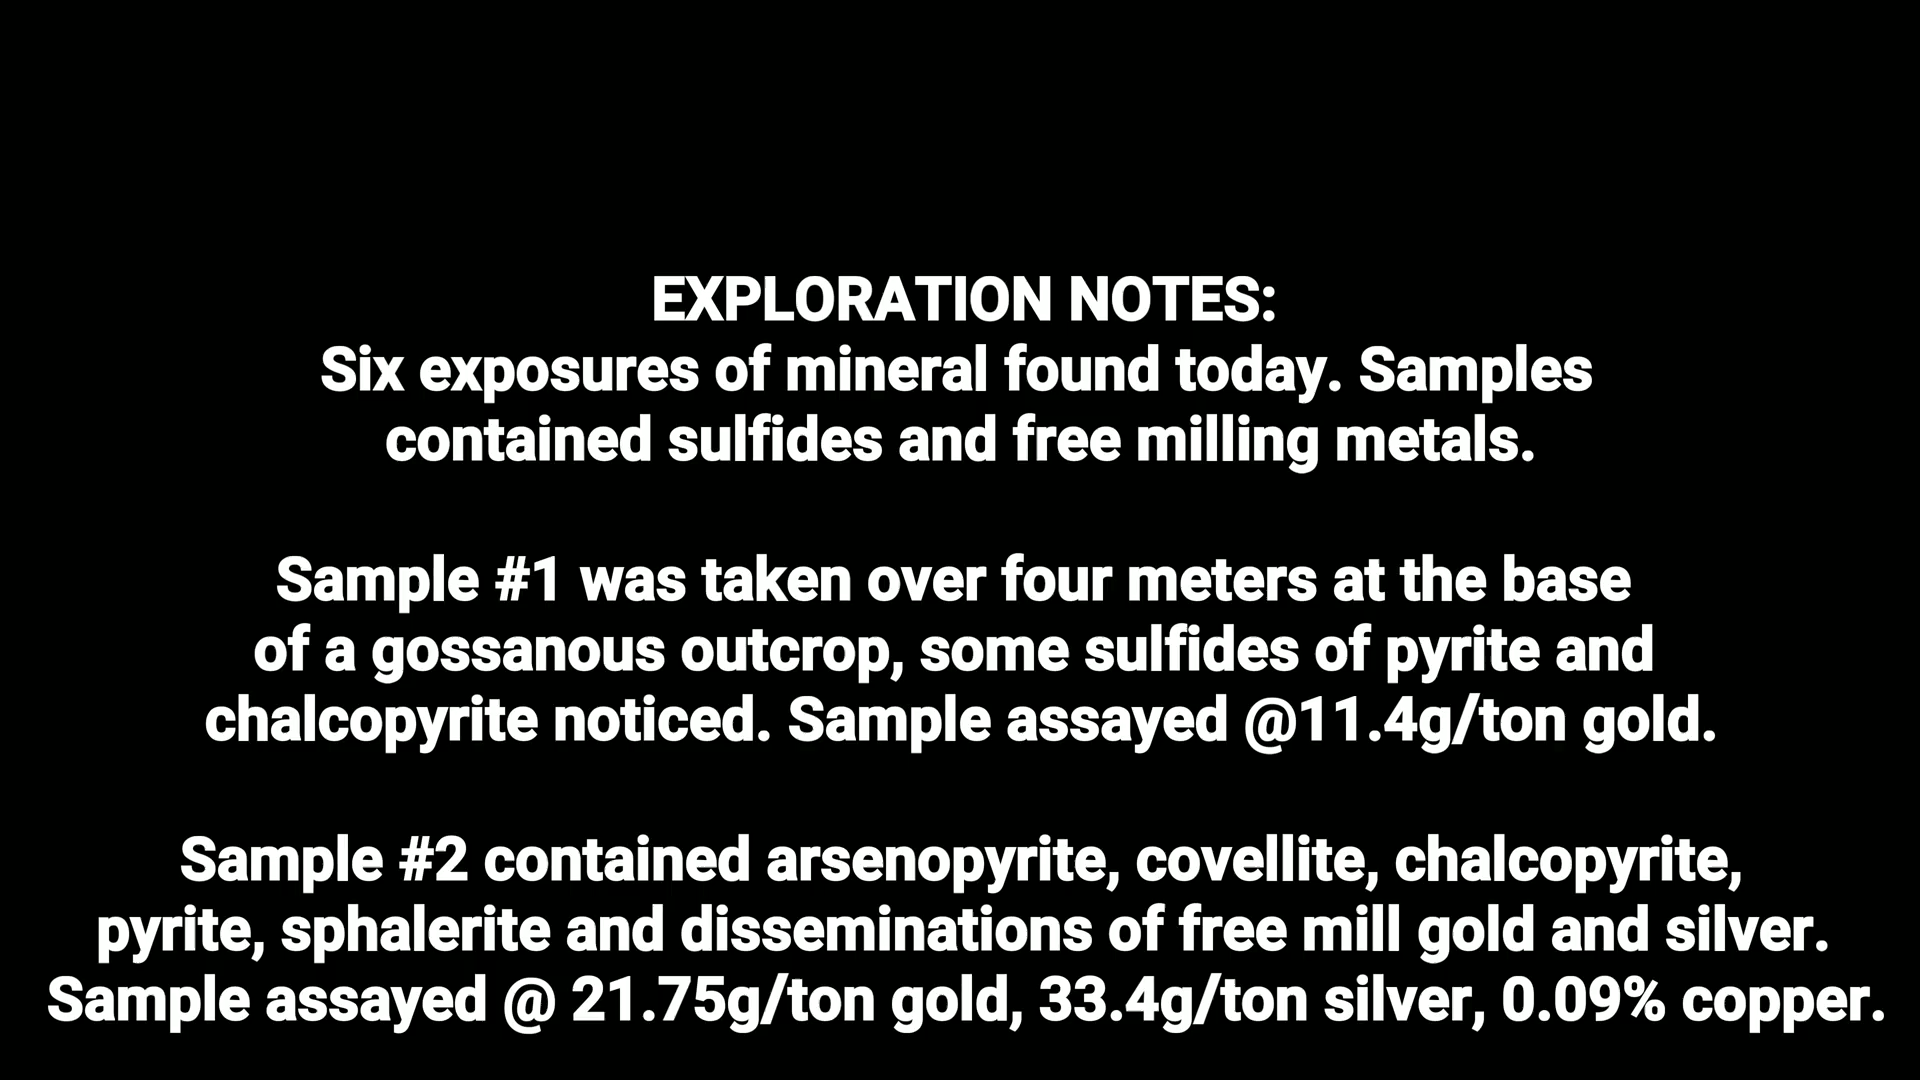 EXPLORATION NOTES:
Six exposures of mineral found today. Samples
contained sulfides and free milling metals.
Sample #1 was taken over four meters at the base
of a gossanous outcrop, some sulfides of pyrite and
chalcopyrite noticed. Sample assayed @11.4g/ton gold.
Sample #2 contained arsenopyrite, covellite, chalcopyrite,
pyrite, sphalerite and disseminations of free mill gold and silver.
Sample assayed @ 21.75g/ton gold, 33.4g/ton silver, 0.09% copper.